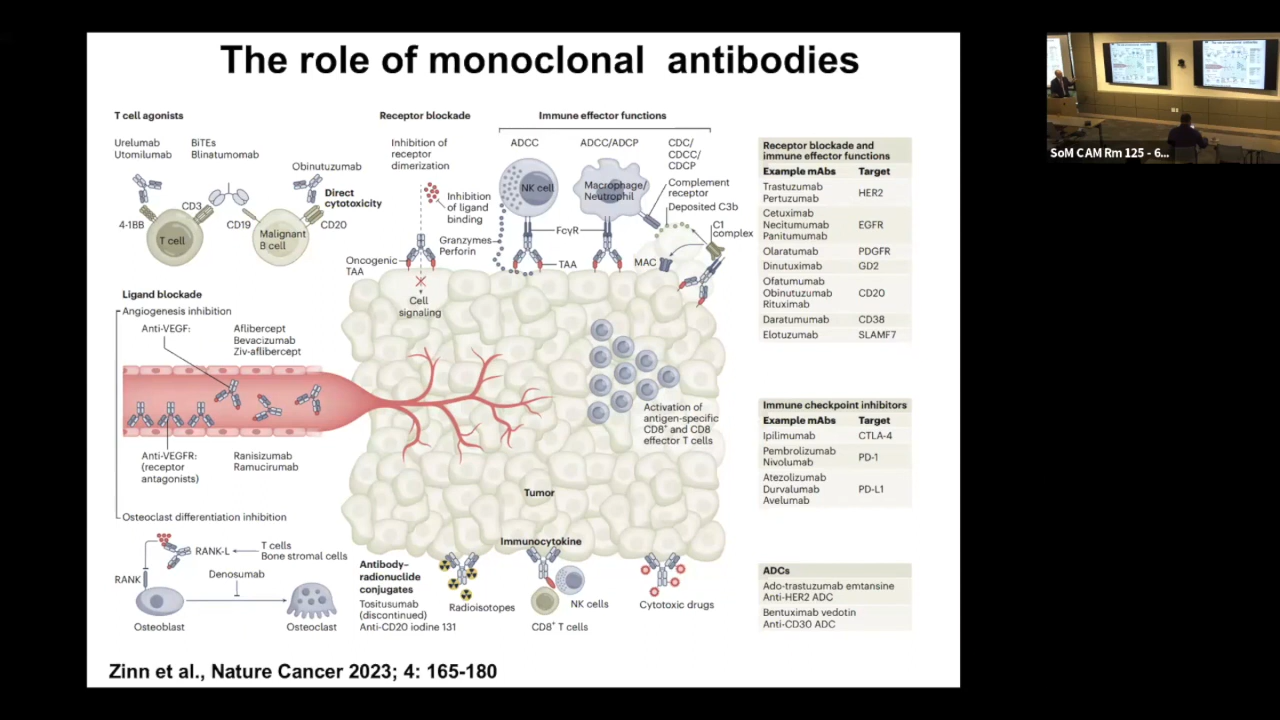 The role of monoclonal antibodies
T cell agonists
Urelumab
Utomilumab
BiTEs
Blinatumomab
Obinutuzumab
Direct
cytotoxicity
CD3
4-1BB
CD19
CD20
T cell
Malignant
B cell
Receptor blockade
Inhibition of
receptor
dimerization
Inhibition
of ligand
binding
Granzymes
Perforin
Oncogenic
TAA
Cell
signaling
Immune effector functions
ADCC
ADCC/ADCP
CDC/
CDCC/
CDCP
NK cell
Macrophage/
Neutrophil
Complement
receptor
Deposited C3b
C1
complex
FcγR
TAA
MAC
Ligand blockade
Angiogenesis inhibition
Anti-VEGF:
Aflibercept
Bevacizumab
Ziv-aflibercept
Anti-VEGFR:
(receptor
antagonists)
Ranisizumab
Ramucirumab
Activation of
antigen-specific
CD8⁺ and CD8
effector T cells
Tumor
Osteoclast differentiation inhibition
RANK-L
T cells
Bone stromal cells
RANK
Denosumab
Osteoblast
Osteoclast
Antibody–
radionuclide
conjugates
Tositusumab
(discontinued)
Anti-CD20 iodine 131
Radioisotopes
Immunocytokine
NK cells
CD8⁺ T cells
Cytotoxic drugs
Receptor blockade and
immune effector functions
Example mAbs Target
Trastuzumab
Pertuzumab
HER2
Cetuximab
Necitumumab
Panitumumab
EGFR
Olaratumab PDGFR
Dinutuximab GD2
Ofatumumab
Obinutuzumab
Rituximab
CD20
Daratumumab CD38
Elotuzumab SLAMF7
Immune checkpoint inhibitors
Example mAbs Target
Ipilimumab CTLA-4
Pembrolizumab
Nivolumab
PD-1
Atezolizumab
Durvalumab
Avelumab
PD-L1
ADCs
Ado-trastuzumab emtansine
Anti-HER2 ADC
Bentuximab vedotin
Anti-CD30 ADC
Zinn et al., Nature Cancer 2023; 4: 165-180
SoM CAM Rm 125 - 6...